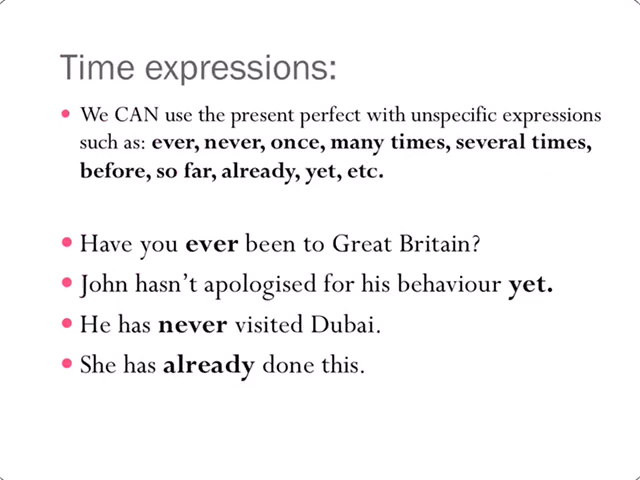 Time expressions:
• We CAN use the present perfect with unspecific expressions
such as: ever, never, once, many times, several times,
before, so far, already, yet, etc.
• Have you ever been to Great Britain?
• John hasn't apologised for his behaviour yet.
• He has never visited Dubai.
• She has already done this.